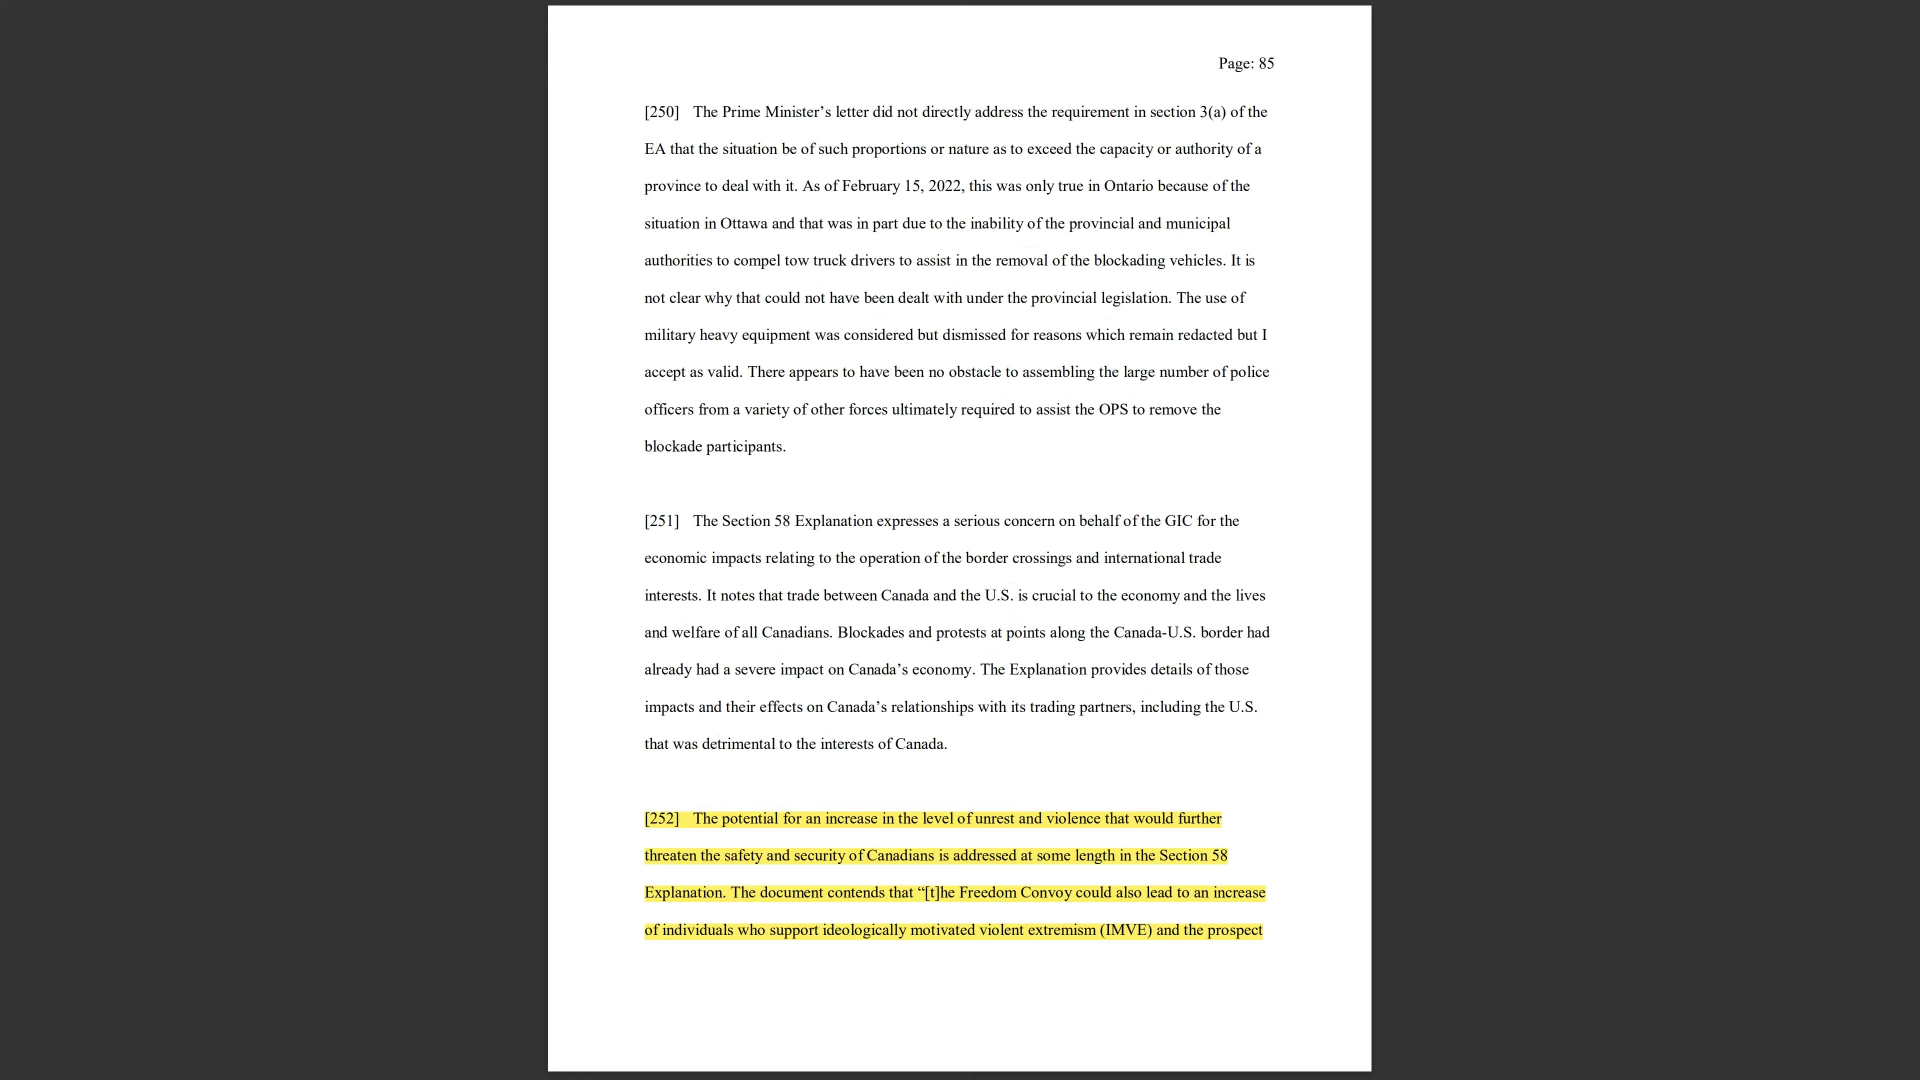 Page: 85
[250] The Prime Minister’s letter did not directly address the requirement in section 3(a) of the
EA that the situation be of such proportions or nature as to exceed the capacity or authority of a
province to deal with it. As of February 15, 2022, this was only true in Ontario because of the
situation in Ottawa and that was in part due to the inability of the provincial and municipal
authorities to compel tow truck drivers to assist in the removal of the blockading vehicles. It is
not clear why that could not have been dealt with under the provincial legislation. The use of
military heavy equipment was considered but dismissed for reasons which remain redacted but I
accept as valid. There appears to have been no obstacle to assembling the large number of police
officers from a variety of other forces ultimately required to assist the OPS to remove the
blockade participants.
[251] The Section 58 Explanation expresses a serious concern on behalf of the GIC for the
economic impacts relating to the operation of the border crossings and international trade
interests. It notes that trade between Canada and the U.S. is crucial to the economy and the lives
and welfare of all Canadians. Blockades and protests at points along the Canada-U.S. border had
already had a severe impact on Canada’s economy. The Explanation provides details of those
impacts and their effects on Canada’s relationships with its trading partners, including the U.S.
that was detrimental to the interests of Canada.
[252] The potential for an increase in the level of unrest and violence that would further
threaten the safety and security of Canadians is addressed at some length in the Section 58
Explanation. The document contends that “[t]he Freedom Convoy could also lead to an increase
of individuals who support ideologically motivated violent extremism (IMVE) and the prospect